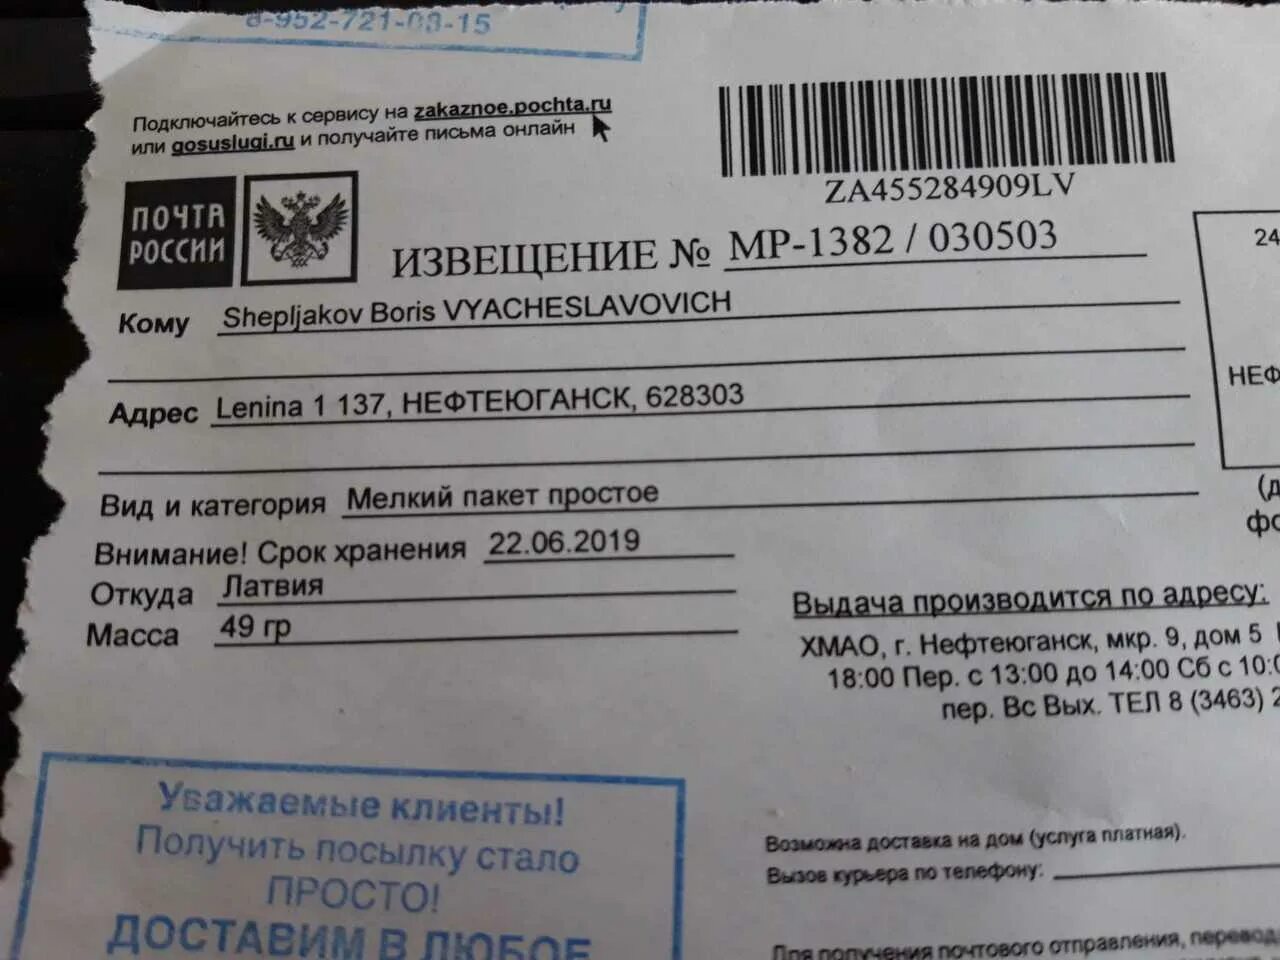 8-952-721-03-15
Подключайтесь к сервису на zakaznoe.pochta.ru
или gosuslugi.ru и получайте письма онлайн
ZA455284909LV
ПОЧТА
РОССИИ
ИЗВЕЩЕНИЕ № МР-1382 / 030503
24
Кому Shepljakov Boris VYACHESLAVOVICH
НЕФ
Адрес Lenina 1 137, НЕФТЕЮГАНСК, 628303
Вид и категория Мелкий пакет простое
(д
фо
Внимание! Срок хранения 22.06.2019
Откуда Латвия
Масса 49 гр
Выдача производится по адресу:
ХМАО, г. Нефтеюганск, мкр. 9, дом 5
18:00 Пер. с 13:00 до 14:00 Сб с 10:0
пер. Вс Вых. ТЕЛ 8 (3463) 2
Уважаемые клиенты!
Получить посылку стало
ПРОСТО!
ДОСТАВИМ В ЛЮБОЕ
Возможна доставка на дом (услуга платная).
Вызов курьера по телефону:
Для получения почтового отправления, перевод